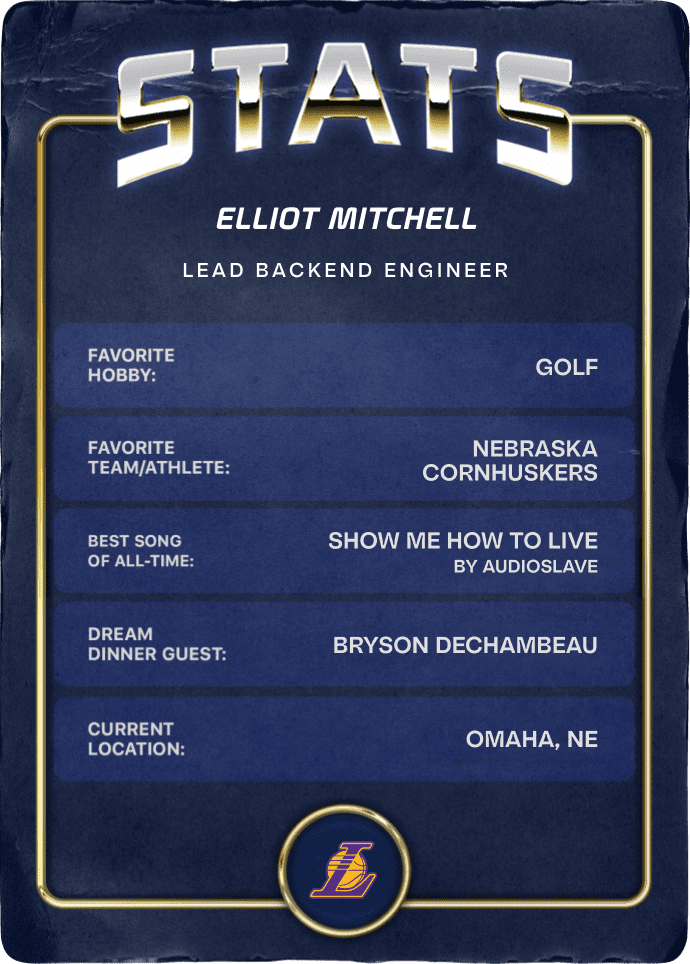 STATS
ELLIOT MITCHELL
LEAD BACKEND ENGINEER
FAVORITE
HOBBY:
GOLF
FAVORITE
TEAM/ATHLETE:
NEBRASKA
CORNHUSKERS
BEST SONG
OF ALL-TIME:
SHOW ME HOW TO LIVE
BY AUDIOSLAVE
DREAM
DINNER GUEST:
BRYSON DECHAMBEAU
CURRENT
LOCATION:
OMAHA, NE
L